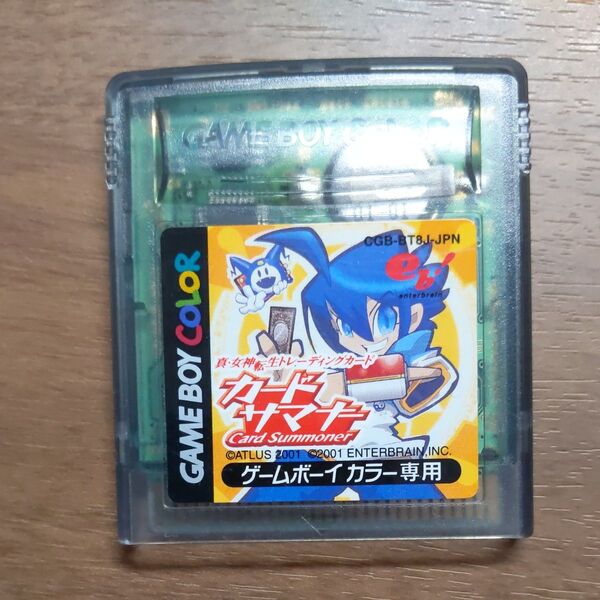 GAME BOY COLOR
GAME BOY COLOR
CGB-BT8J-JPN
eb!
enterbrain
真・女神転生トレーディングカード
カード
サマナー
Card Summoner
©ATLUS 2001 ©2001 ENTERBRAIN,INC.
ゲームボーイ カラー専用